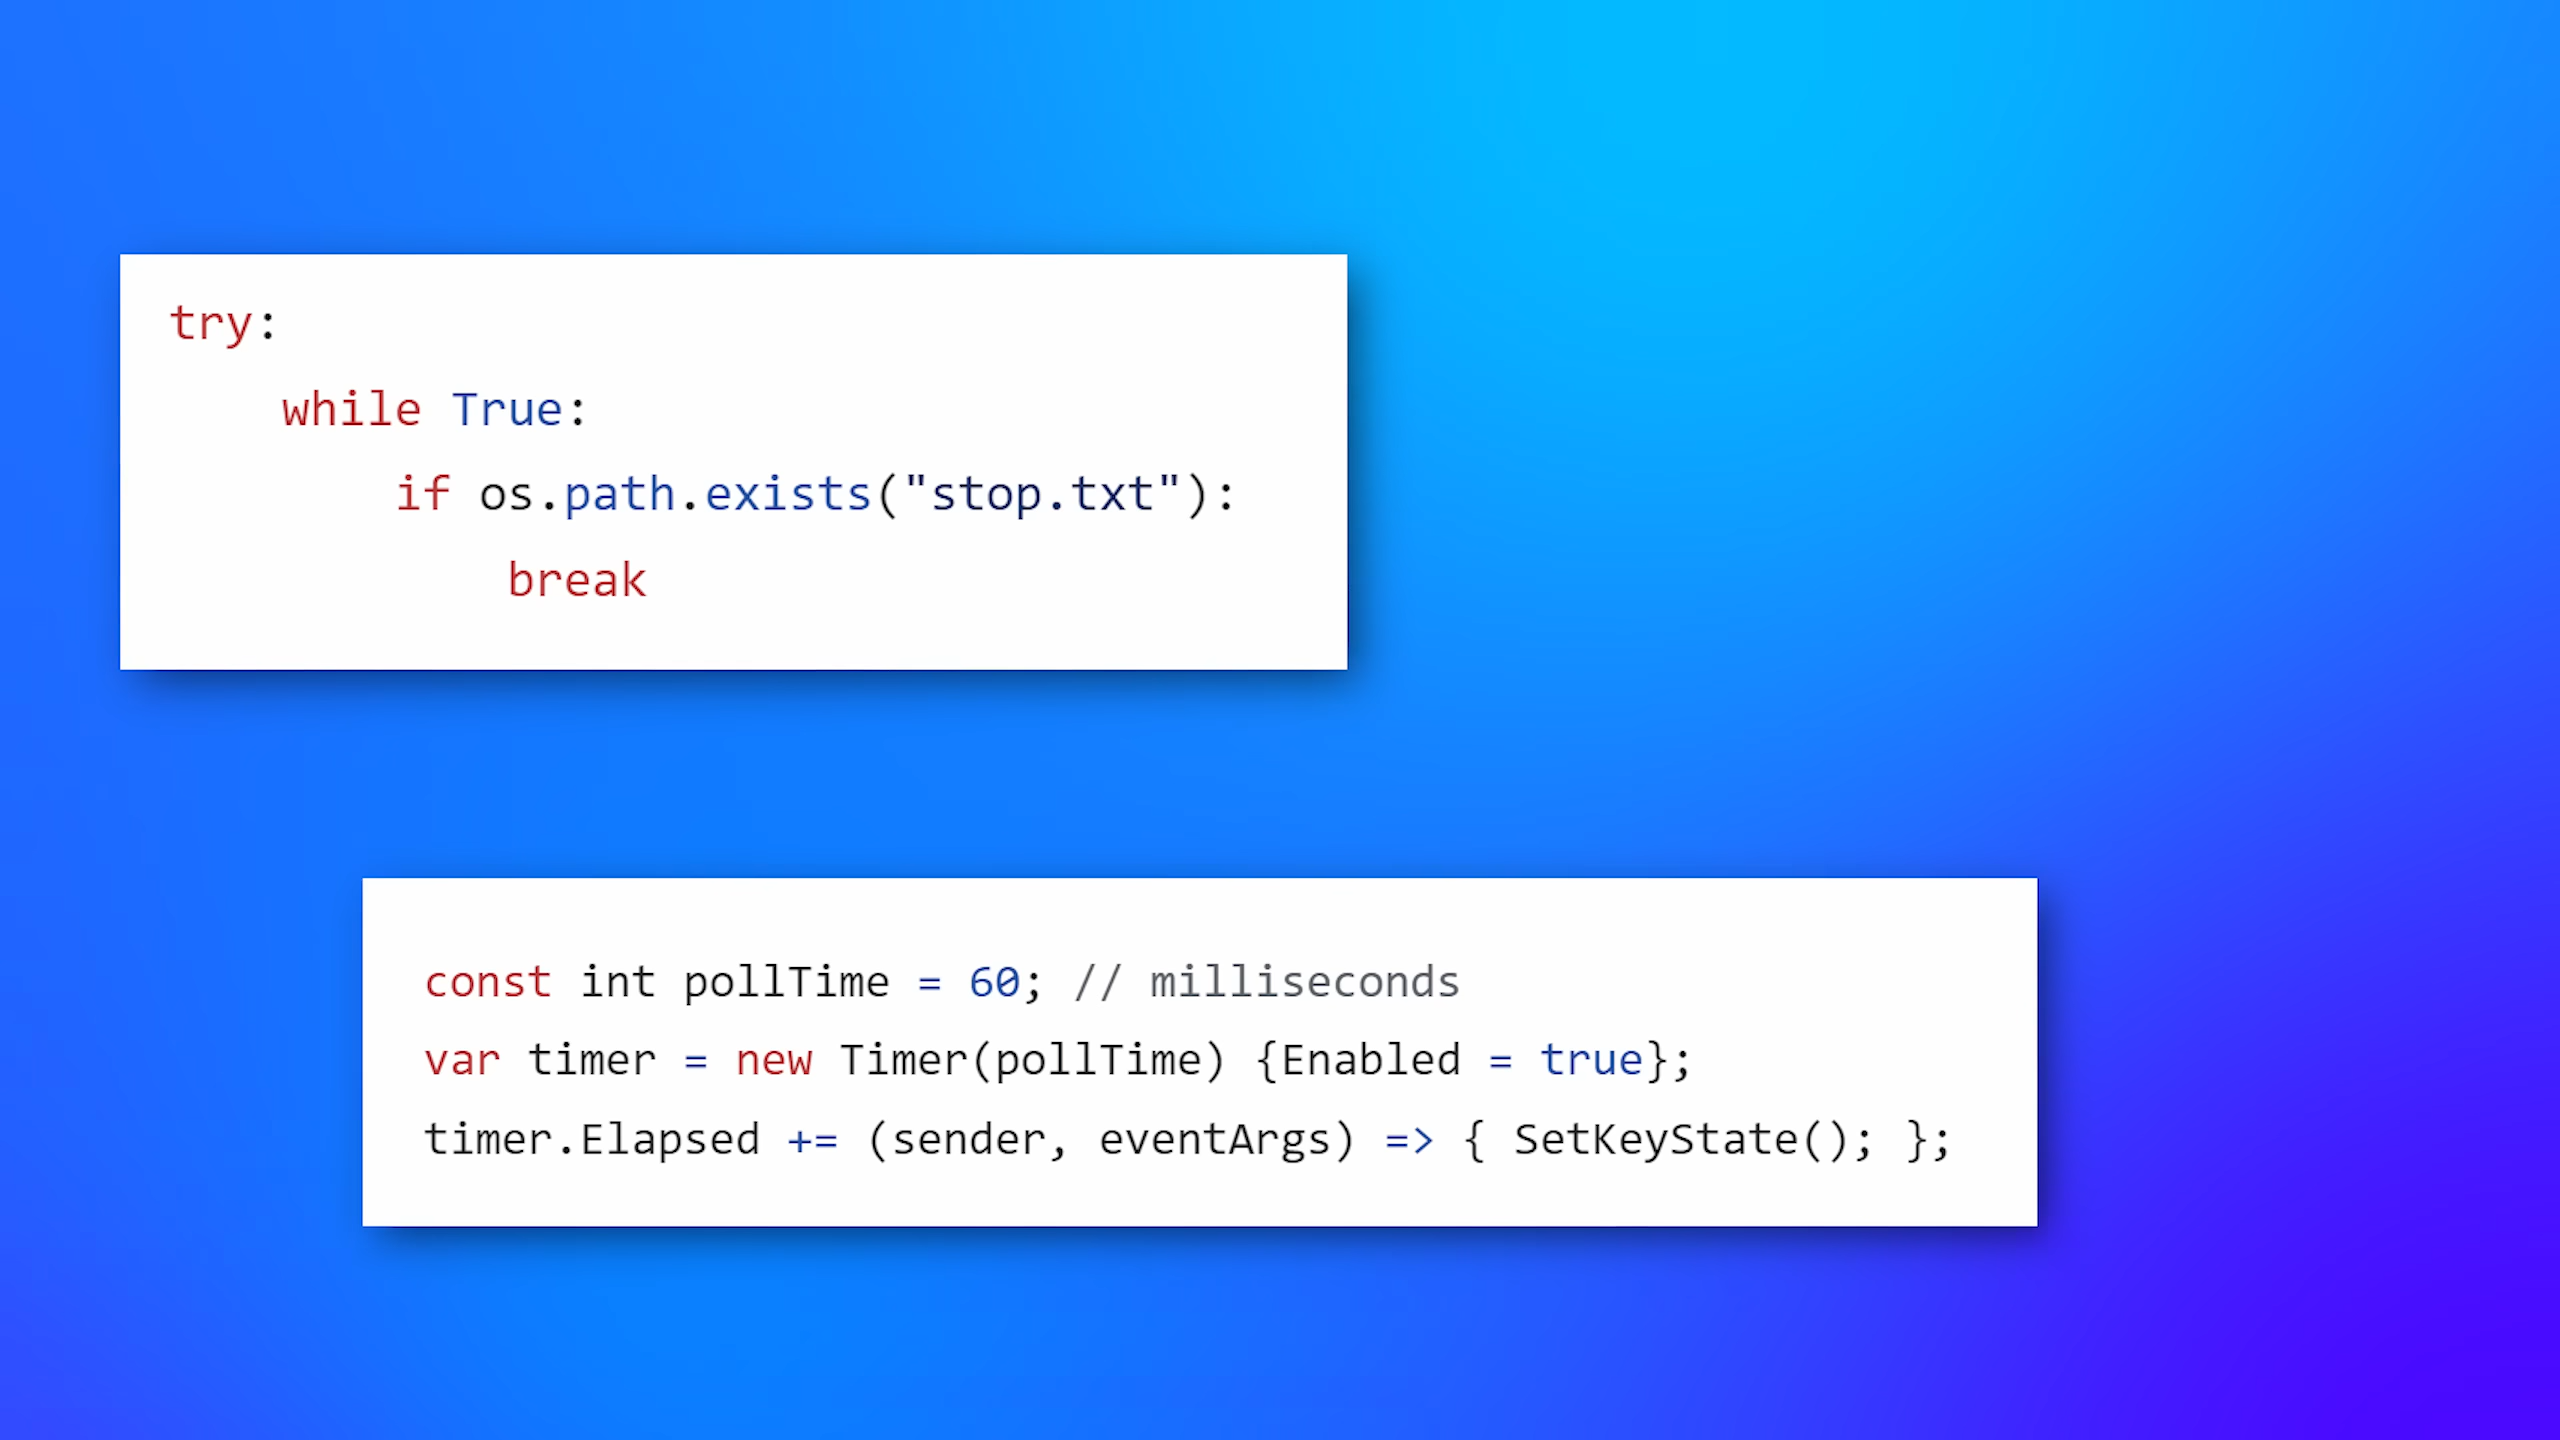 try:
while True:
if os.path.exists("stop.txt"):
break
const int pollTime = 60; // milliseconds
var timer = new Timer(pollTime) {Enabled = true};
timer.Elapsed += (sender, eventArgs) => { SetKeyState(); };